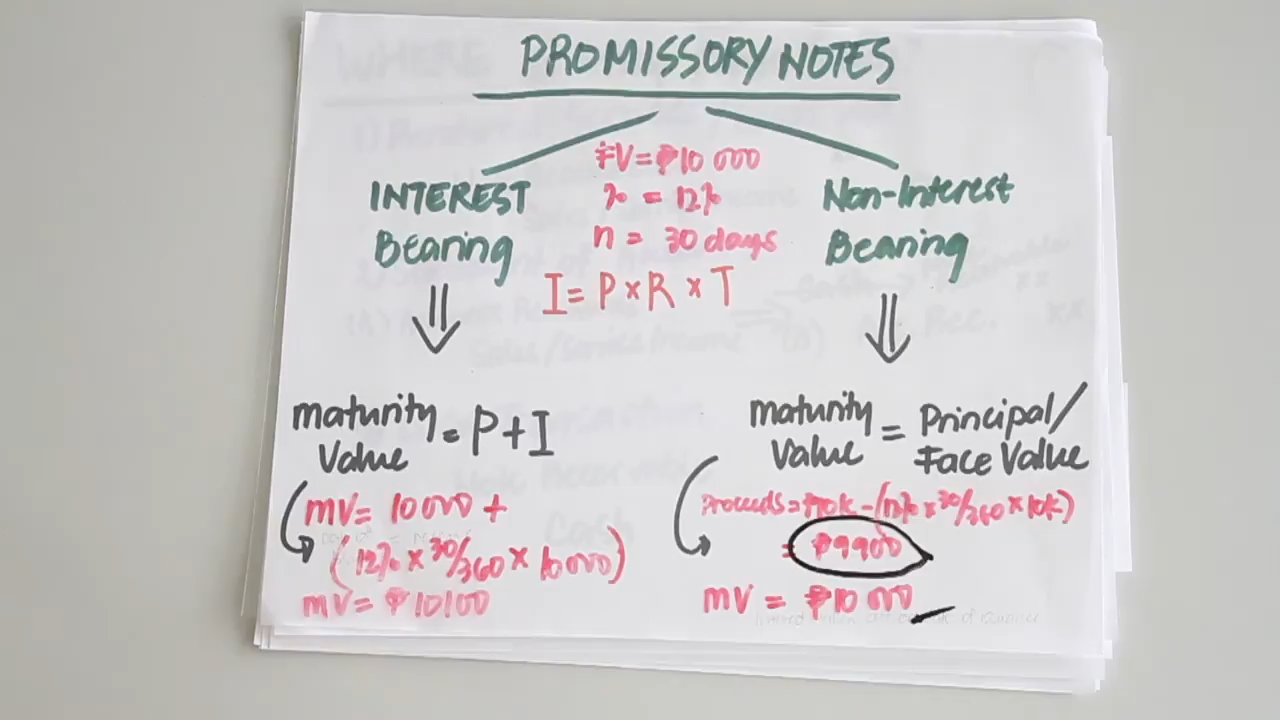 PROMISSORY NOTES
FV = ₱10 000
% = 12%
n = 30 days
I = P × R × T
INTEREST
Bearing
maturity
Value = P + I
MV = 10000 +
(12% × 30/360 × 10000)
MV = ₱10100
Non-Interest
Bearing
maturity
Value = Principal/
Face Value
Proceeds = ₱10k - (12% × 30/360 × 10k)
= ₱9900
MV = ₱10 000